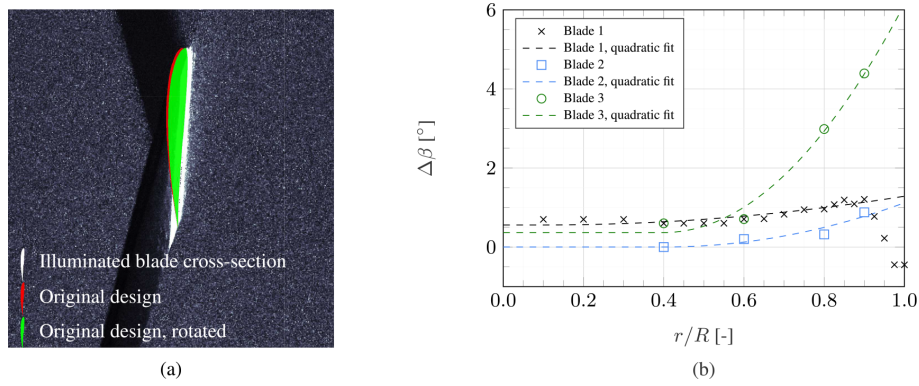 Illuminated blade cross-section
Original design
Original design, rotated
(a)
Blade 1
Blade 1, quadratic fit
Blade 2
Blade 2, quadratic fit
Blade 3
Blade 3, quadratic fit
6
4
2
0
Δβ [°]
0.0 0.2 0.4 0.6 0.8 1.0
r/R [-]
(b)